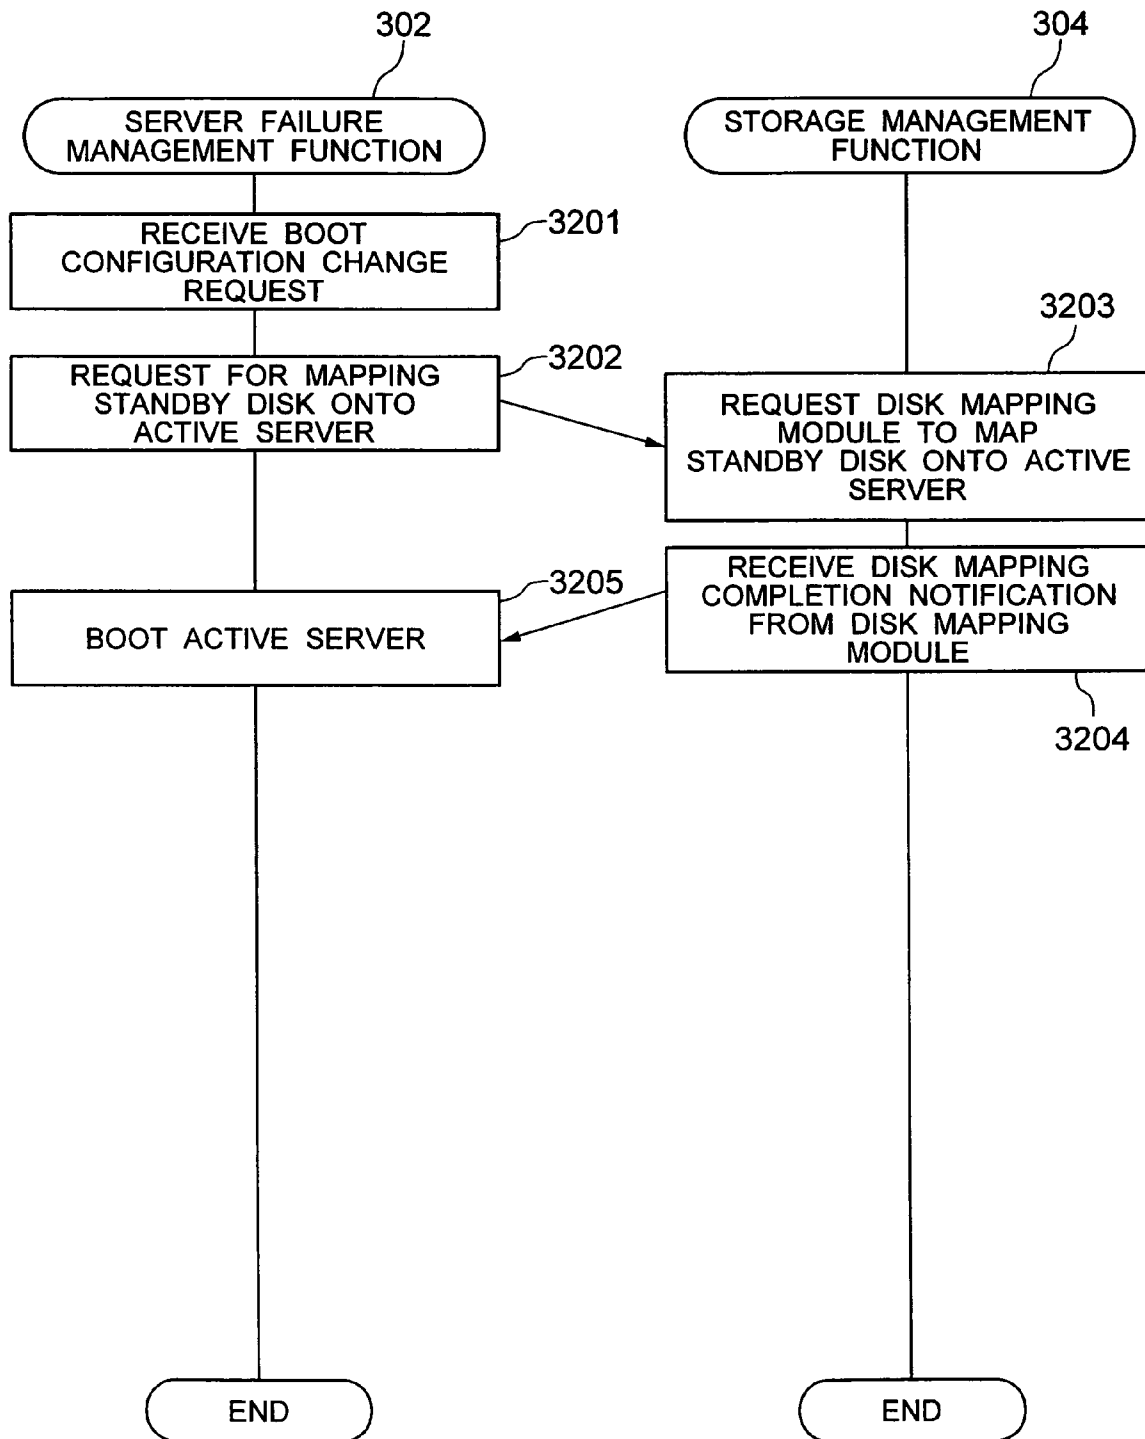 302
304
SERVER FAILURE
MANAGEMENT FUNCTION
STORAGE MANAGEMENT
FUNCTION
3201
RECEIVE BOOT
CONFIGURATION CHANGE
REQUEST
3202
REQUEST FOR MAPPING
STANDBY DISK ONTO
ACTIVE SERVER
3203
REQUEST DISK MAPPING
MODULE TO MAP
STANDBY DISK ONTO ACTIVE
SERVER
RECEIVE DISK MAPPING
COMPLETION NOTIFICATION
FROM DISK MAPPING
MODULE
3204
3205
BOOT ACTIVE SERVER
END
END